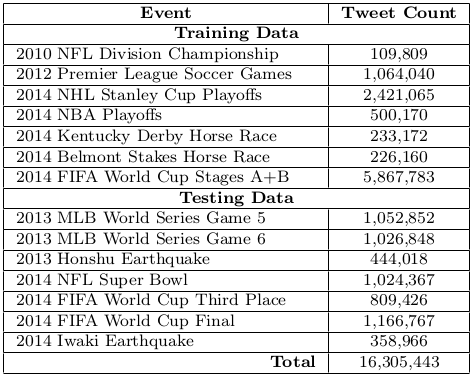 Event Tweet Count
Training Data
2010 NFL Division Championship 109,809
2012 Premier League Soccer Games 1,064,040
2014 NHL Stanley Cup Playoffs 2,421,065
2014 NBA Playoffs 500,170
2014 Kentucky Derby Horse Race 233,172
2014 Belmont Stakes Horse Race 226,160
2014 FIFA World Cup Stages A+B 5,867,783
Testing Data
2013 MLB World Series Game 5 1,052,852
2013 MLB World Series Game 6 1,026,848
2013 Honshu Earthquake 444,018
2014 NFL Super Bowl 1,024,367
2014 FIFA World Cup Third Place 809,426
2014 FIFA World Cup Final 1,166,767
2014 Iwaki Earthquake 358,966
Total 16,305,443